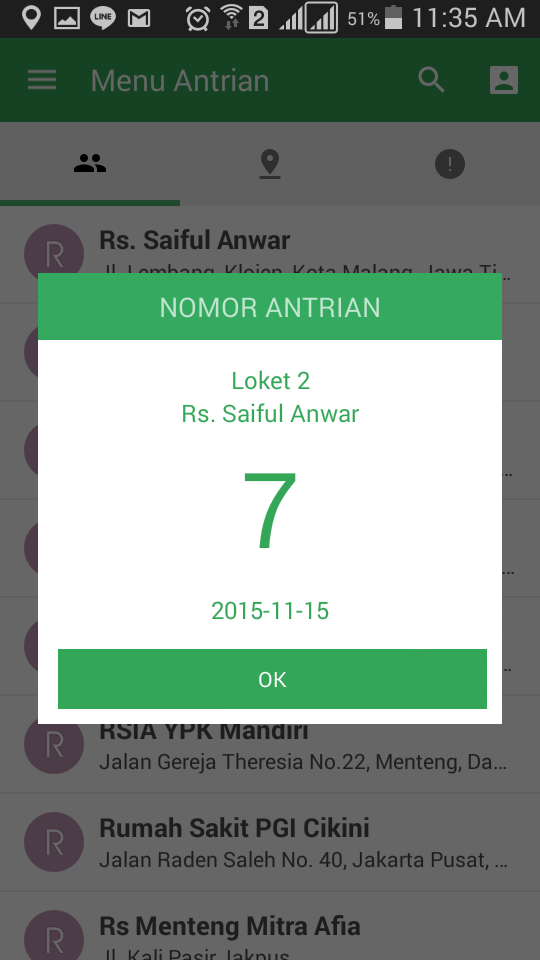 LINE
2
51%
11:35 AM
Menu Antrian
R
Rs. Saiful Anwar
Jl. Lembang, Klojen, Kota Malang, Jawa Ti...
NOMOR ANTRIAN
Loket 2
Rs. Saiful Anwar
7
2015-11-15
OK
R
RSIA YPK Mandiri
Jalan Gereja Theresia No.22, Menteng, Da...
R
Rumah Sakit PGI Cikini
Jalan Raden Saleh No. 40, Jakarta Pusat, ...
R
Rs Menteng Mitra Afia
Jl. Kali Pasir Jakpus